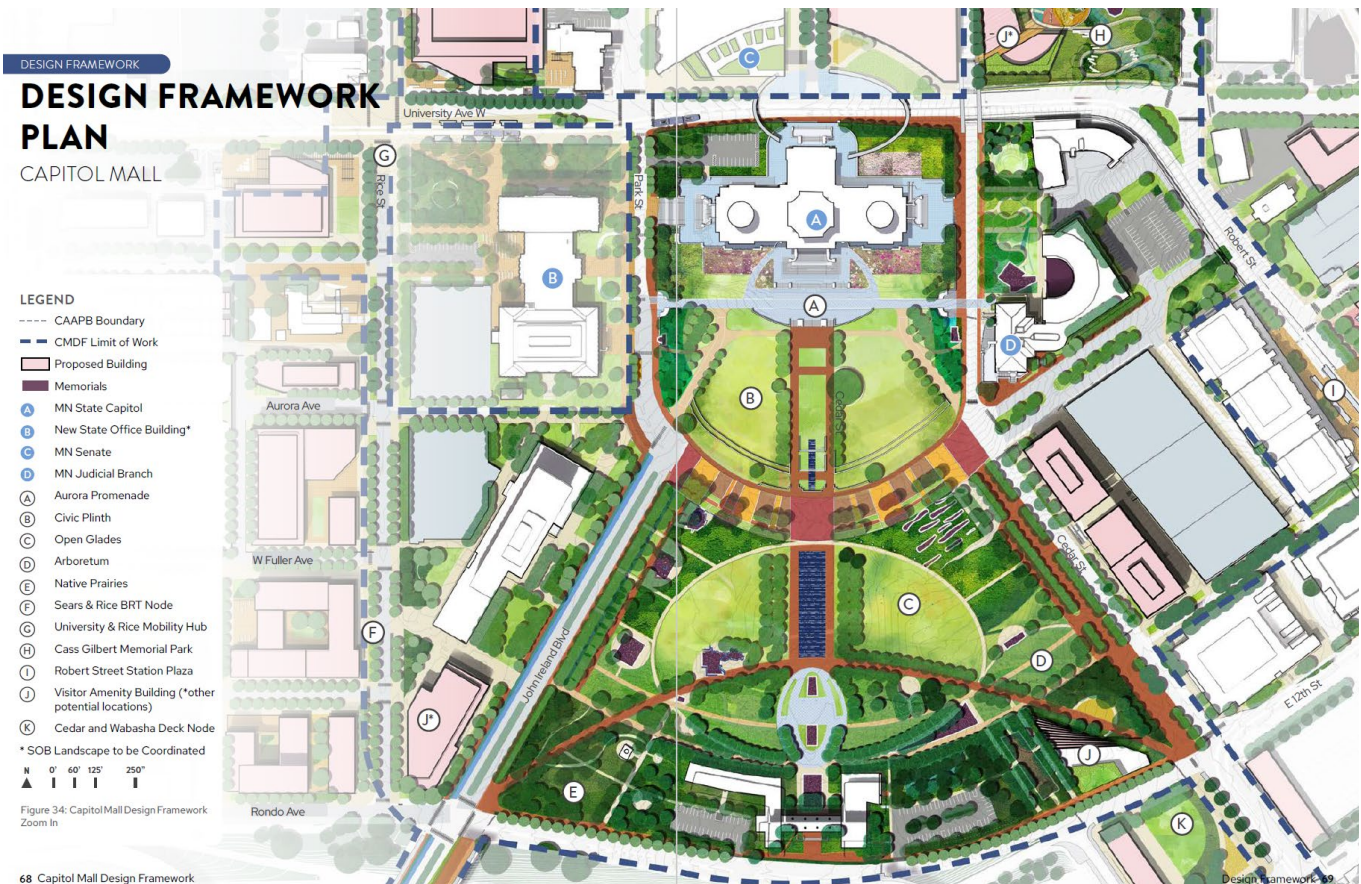 DESIGN FRAMEWORK
DESIGN FRAMEWORK
PLAN
CAPITOL MALL
LEGEND
CAAPB Boundary
CMDF Limit of Work
Proposed Building
Memorials
A MN State Capitol
B New State Office Building*
C MN Senate
D MN Judicial Branch
A Aurora Promenade
B Civic Plinth
C Open Glades
D Arboretum
E Native Prairies
F Sears & Rice BRT Node
G University & Rice Mobility Hub
H Cass Gilbert Memorial Park
I Robert Street Station Plaza
J Visitor Amenity Building (*other
potential locations)
K Cedar and Wabasha Deck Node
* SOB Landscape to be Coordinated
N 0' 60' 125' 250"
Figure 34: Capitol Mall Design Framework
Zoom In
68 Capitol Mall Design Framework
University Ave W
G
Rice St
Park St
C
J*
H
A
B
A
D
Robert St
I
Aurora Ave
B
Cedar St
W Fuller Ave
Cedar St
C
F
D
John Ireland Blvd
E 12th St
J*
J
E
K
Rondo Ave
Design Framework 69